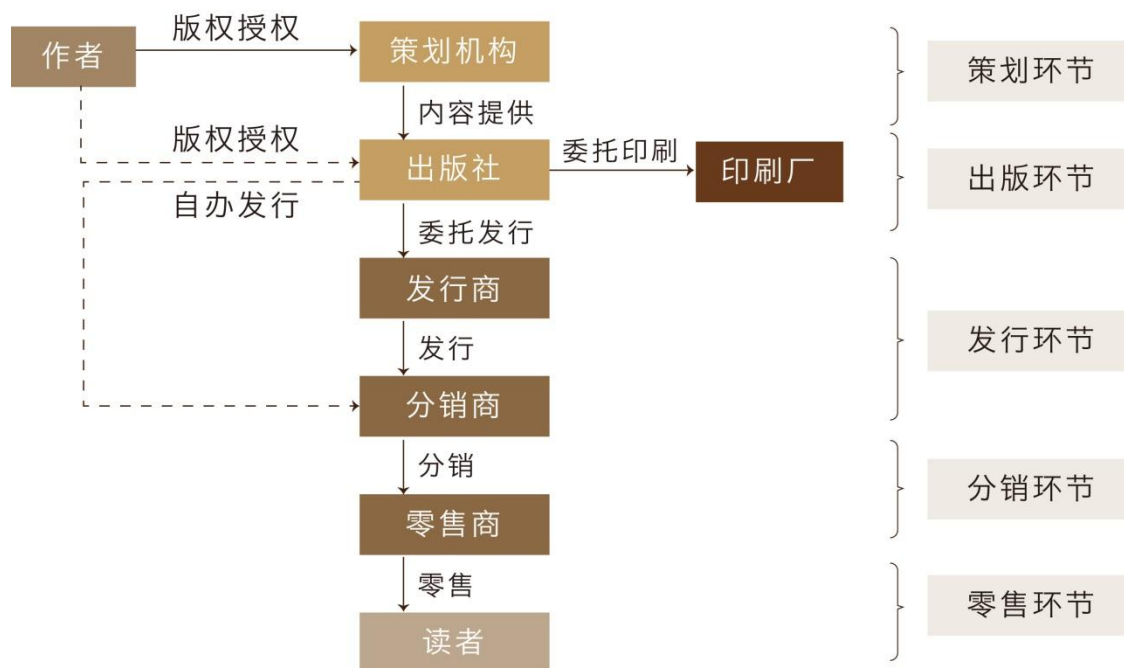 版权授权
作者
策划机构
策划环节
内容提供
版权授权
出版社
委托印刷
印刷厂
出版环节
自办发行
委托发行
发行商
发行环节
发行
分销商
分销
分销环节
零售商
零售
零售环节
读者